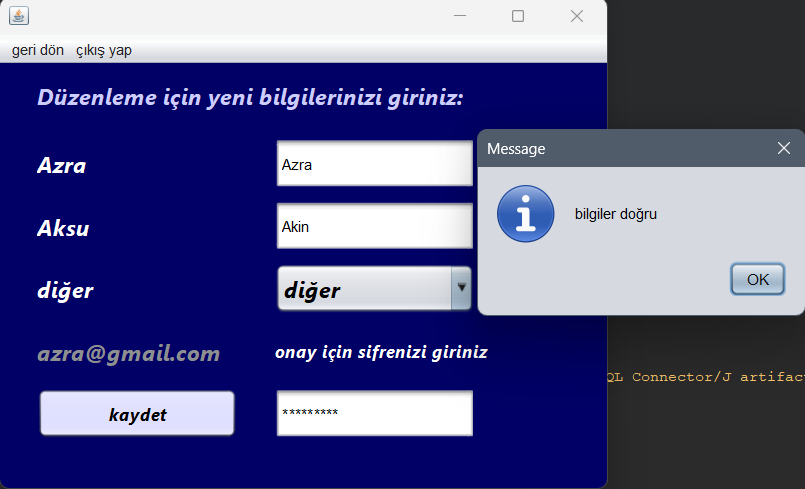 geri dön çıkış yap
Düzenleme için yeni bilgilerinizi giriniz:
Azra
Azra
Aksu
Akin
diğer
diğer
azra@gmail.com
onay için sifrenizi giriniz
kaydet
*********
Message
bilgiler doğru
OK
QL Connector/J artifac